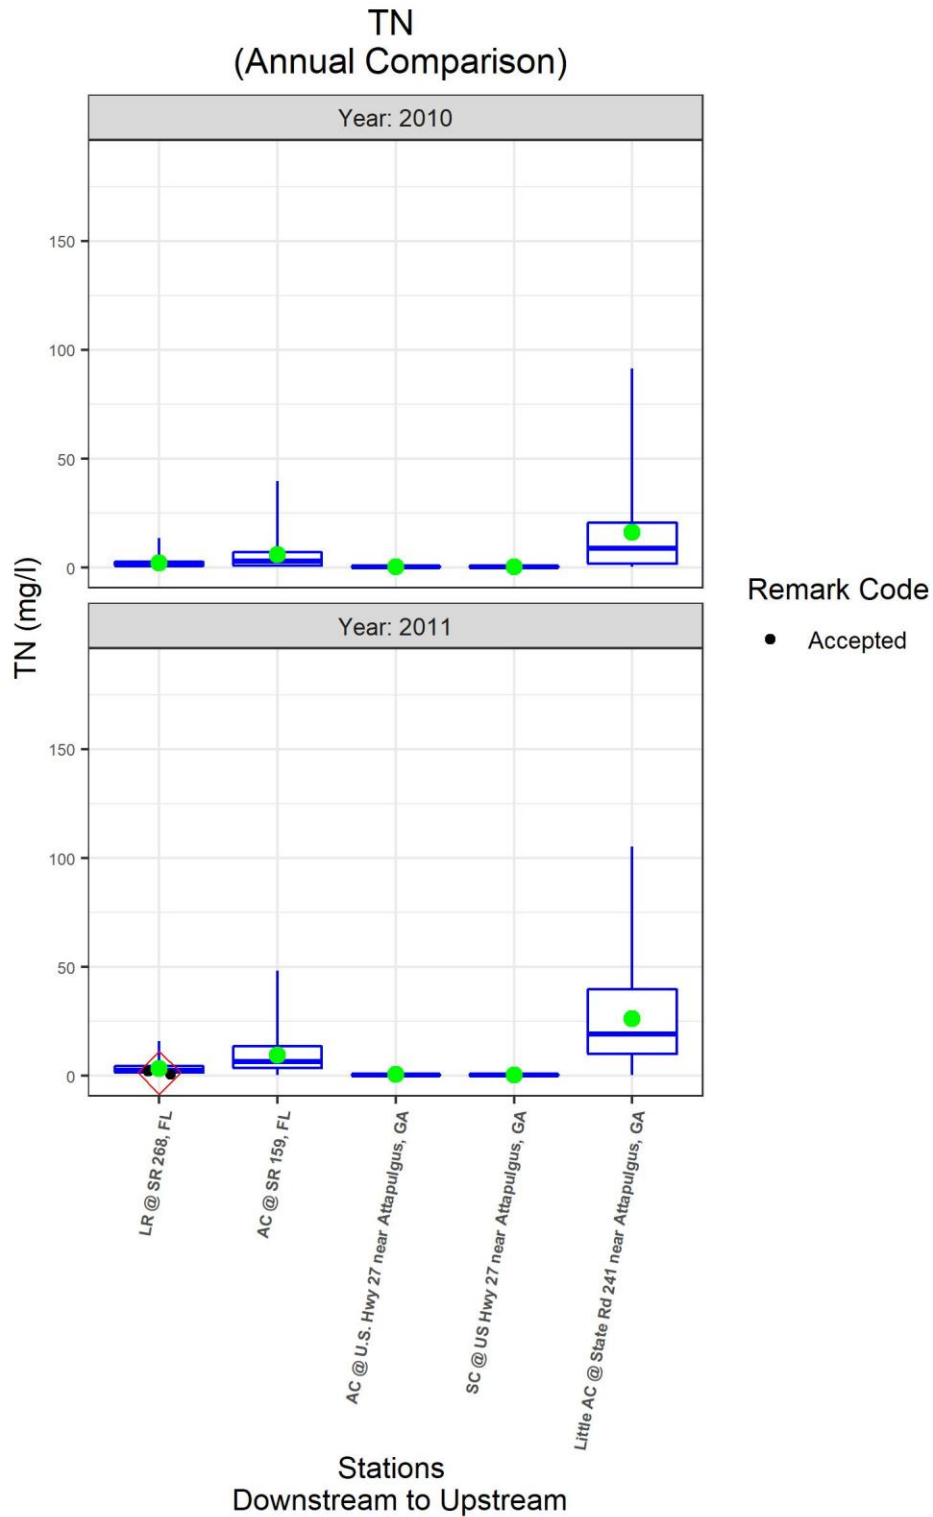 TN
(Annual Comparison)
Year: 2010
150
100
50
0
Year: 2011
150
100
50
0
TN (mg/l)
Remark Code
Accepted
LR @ SR 268, FL
AC @ SR 159, FL
AC @ U.S. Hwy 27 near Attapulgus, GA
SC @ US Hwy 27 near Attapulgus, GA
Little AC @ State Rd 241 near Attapulgus, GA
Stations
Downstream to Upstream